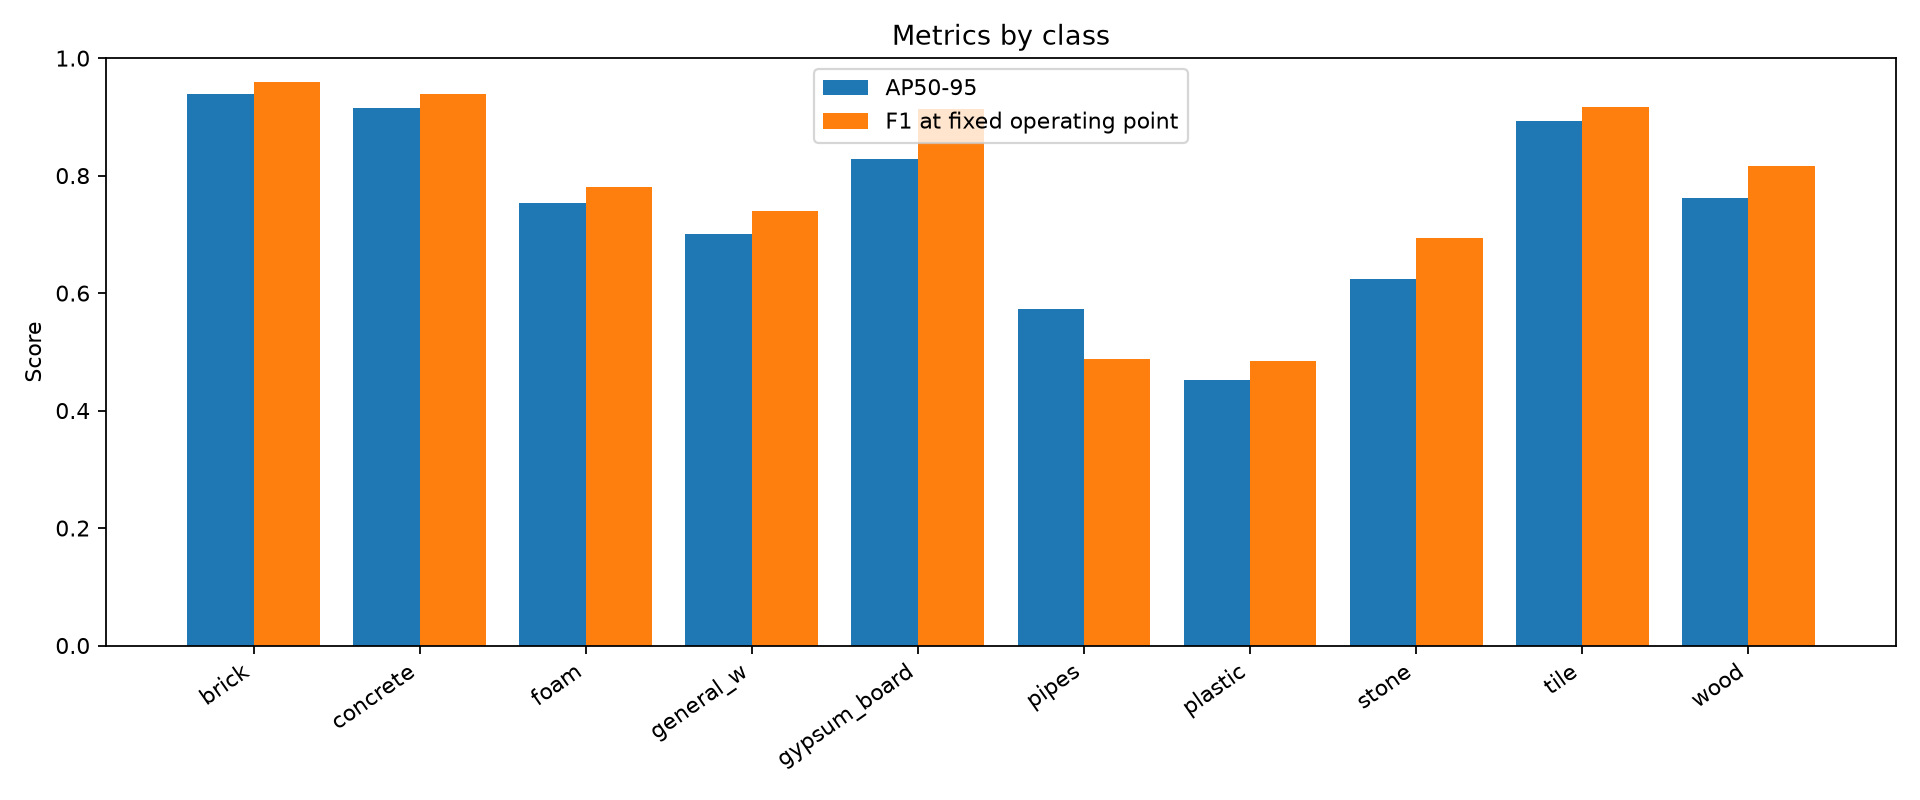 Metrics by class
AP50-95
F1 at fixed operating point
Score
1.0
0.8
0.6
0.4
0.2
0.0
brick
concrete
foam
general_w
gypsum_board
pipes
plastic
stone
tile
wood